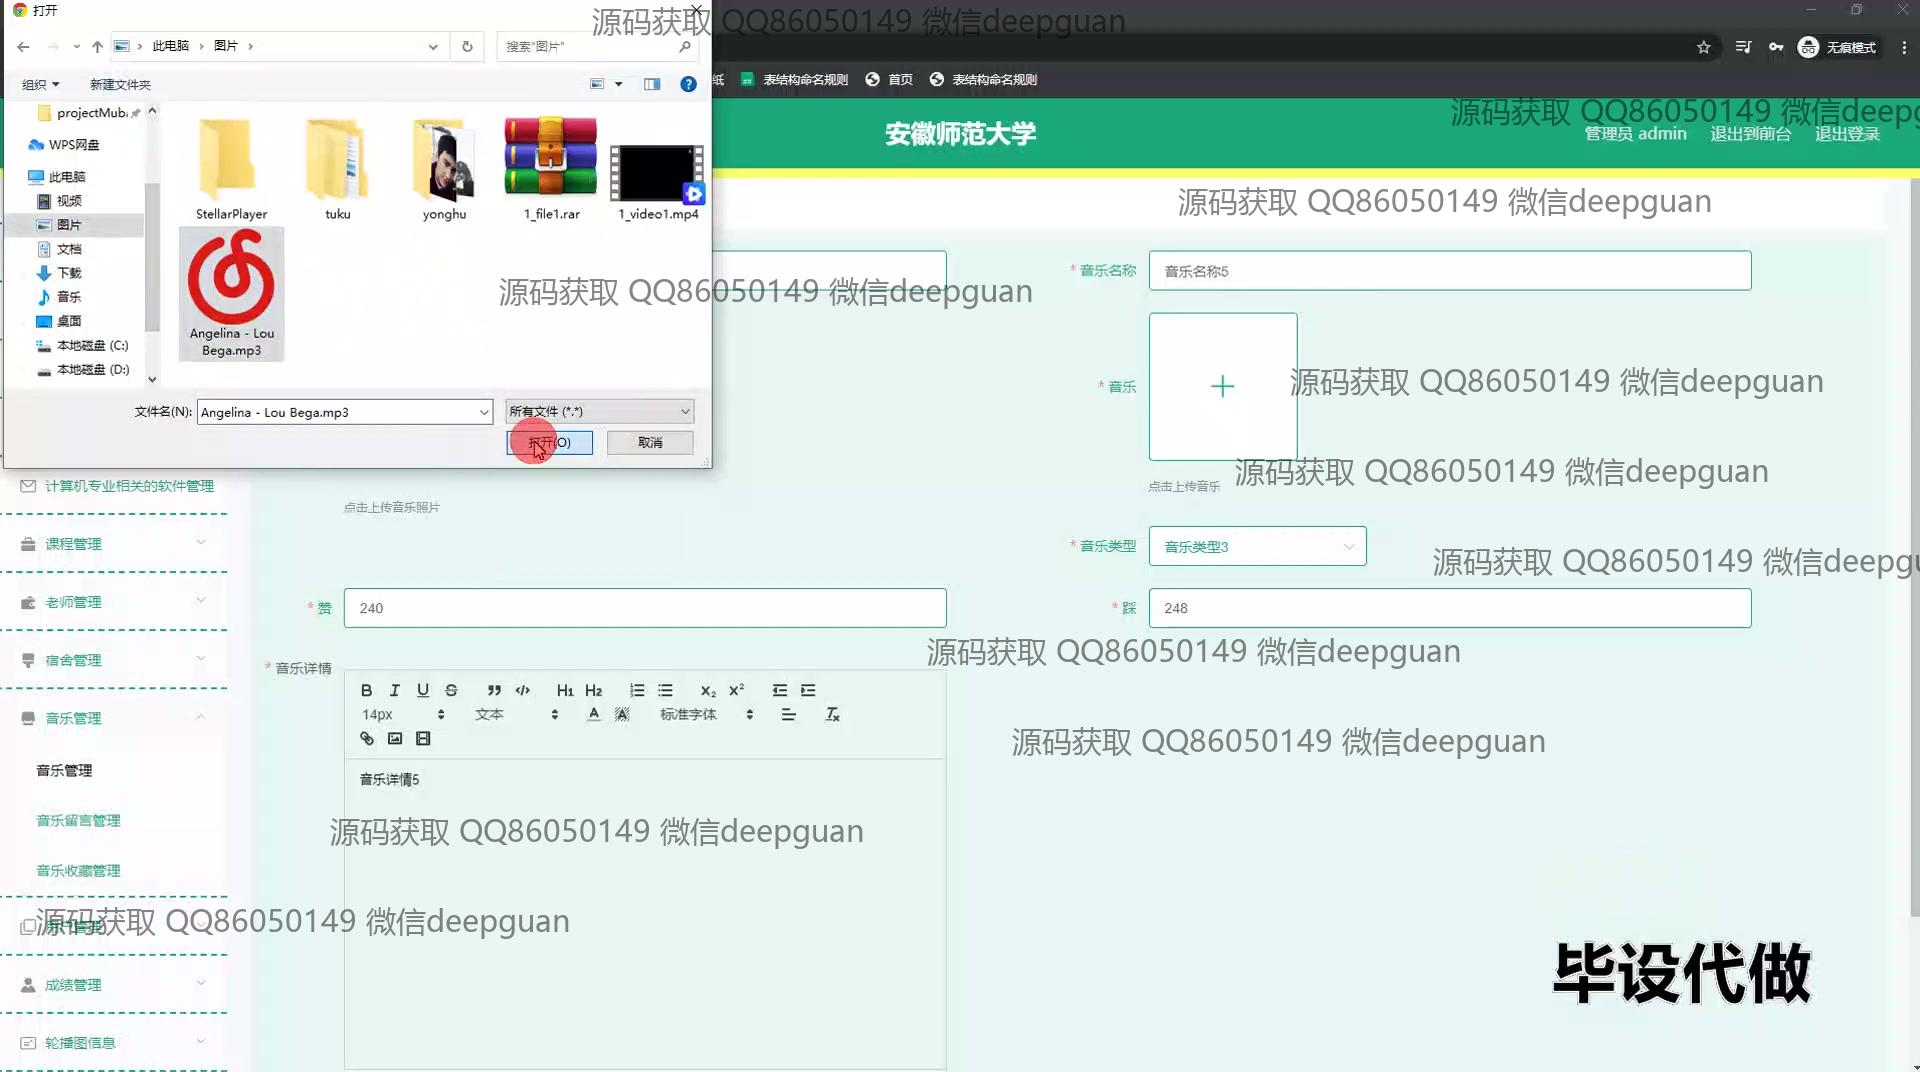 打开
此电脑
图片
搜索"图片"
组织
新建文件夹
projectMuba
WPS网盘
此电脑
视频
图片
文档
下载
音乐
桌面
本地磁盘 (C:)
本地磁盘 (D:)
StellarPlayer
tuku
yonghu
1_file1.rar
1_video1.mp4
Angelina - Lou
Bega.mp3
文件名(N):
Angelina - Lou Bega.mp3
所有文件 (*.*)
打开(O)
取消
无痕模式
纸
表结构命名规则
首页
表结构命名规则
安徽师范大学
管理员 admin
退出到前台
退出登录
源码获取 QQ86050149 微信deepguan
源码获取 QQ86050149 微信deepg
源码获取 QQ86050149 微信deepguan
源码获取 QQ86050149 微信deepguan
* 音乐名称
音乐名称5
* 音乐
+
源码获取 QQ86050149 微信deepguan
源码获取 QQ86050149 微信deepguan
点击上传音乐
点击上传音乐照片
* 音乐类型
音乐类型3
源码获取 QQ86050149 微信deepgu
* 赞
240
* 踩
248
源码获取 QQ86050149 微信deepguan
* 音乐详情
B I U S ” </> H1 H2 X2 X2
14px
文本
A
A
标准字体
Tx
音乐详情5
源码获取 QQ86050149 微信deepguan
源码获取 QQ86050149 微信deepguan
计算机专业相关的软件管理
课程管理
老师管理
宿舍管理
音乐管理
音乐管理
音乐留言管理
音乐收藏管理
源码获取 QQ86050149 微信deepguan
成绩管理
轮播图信息
毕设代做